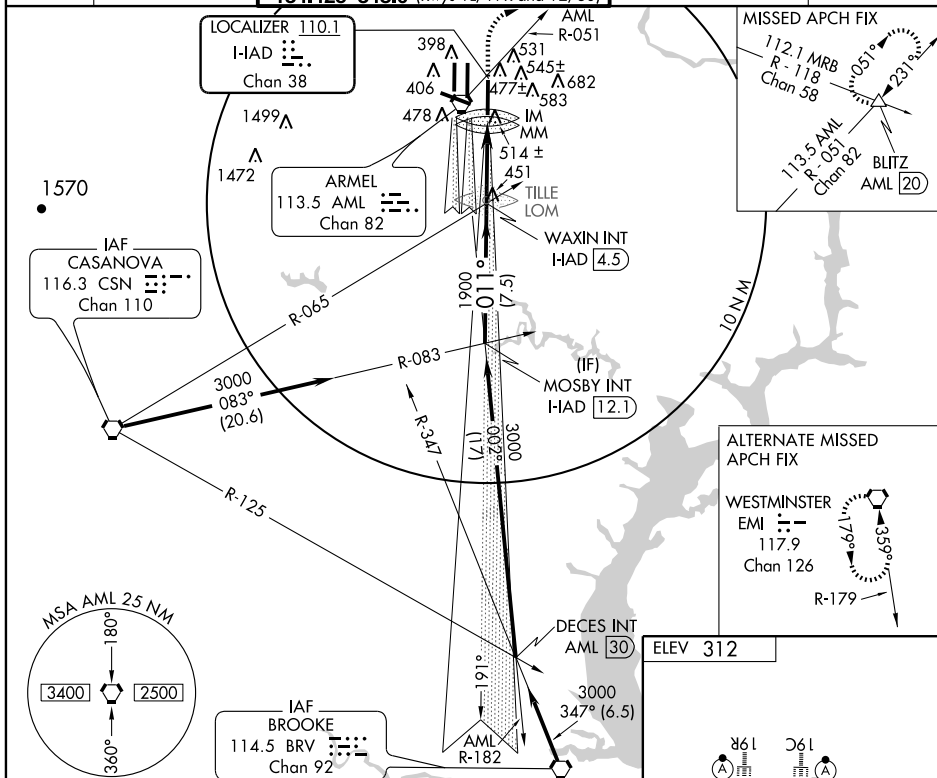 LOCALIZER 110.1
I-IAD
Chan 38
398
406
478
1499
1472
1570
AML
R-051
531
545±
477±
682
583
IM
MM
514 ±
451
TILLE
LOM
ARMEL
113.5 AML
Chan 82
WAXIN INT
I-IAD 4.5
IAF
CASANOVA
116.3 CSN
Chan 110
R-065
R-083
3000
083°
(20.6)
1900
011°
(7.5)
10 NM
(IF)
MOSBY INT
I-IAD 12.1
R-347
(17)
002°
3000
R-125
191°
AML
R-182
DECES INT
AML 30
3000
347° (6.5)
IAF
BROOKE
114.5 BRV
Chan 92
MSA AML 25 NM
180°
3400
2500
360°
MISSED APCH FIX
112.1 MRB
R - 118
Chan 58
051°
231°
113.5 AML
R - 051
Chan 82
BLITZ
AML 20
ALTERNATE MISSED
APCH FIX
WESTMINSTER
EMI
117.9
Chan 126
179°
359°
R-179
ELEV 312
19R
19C
A
A